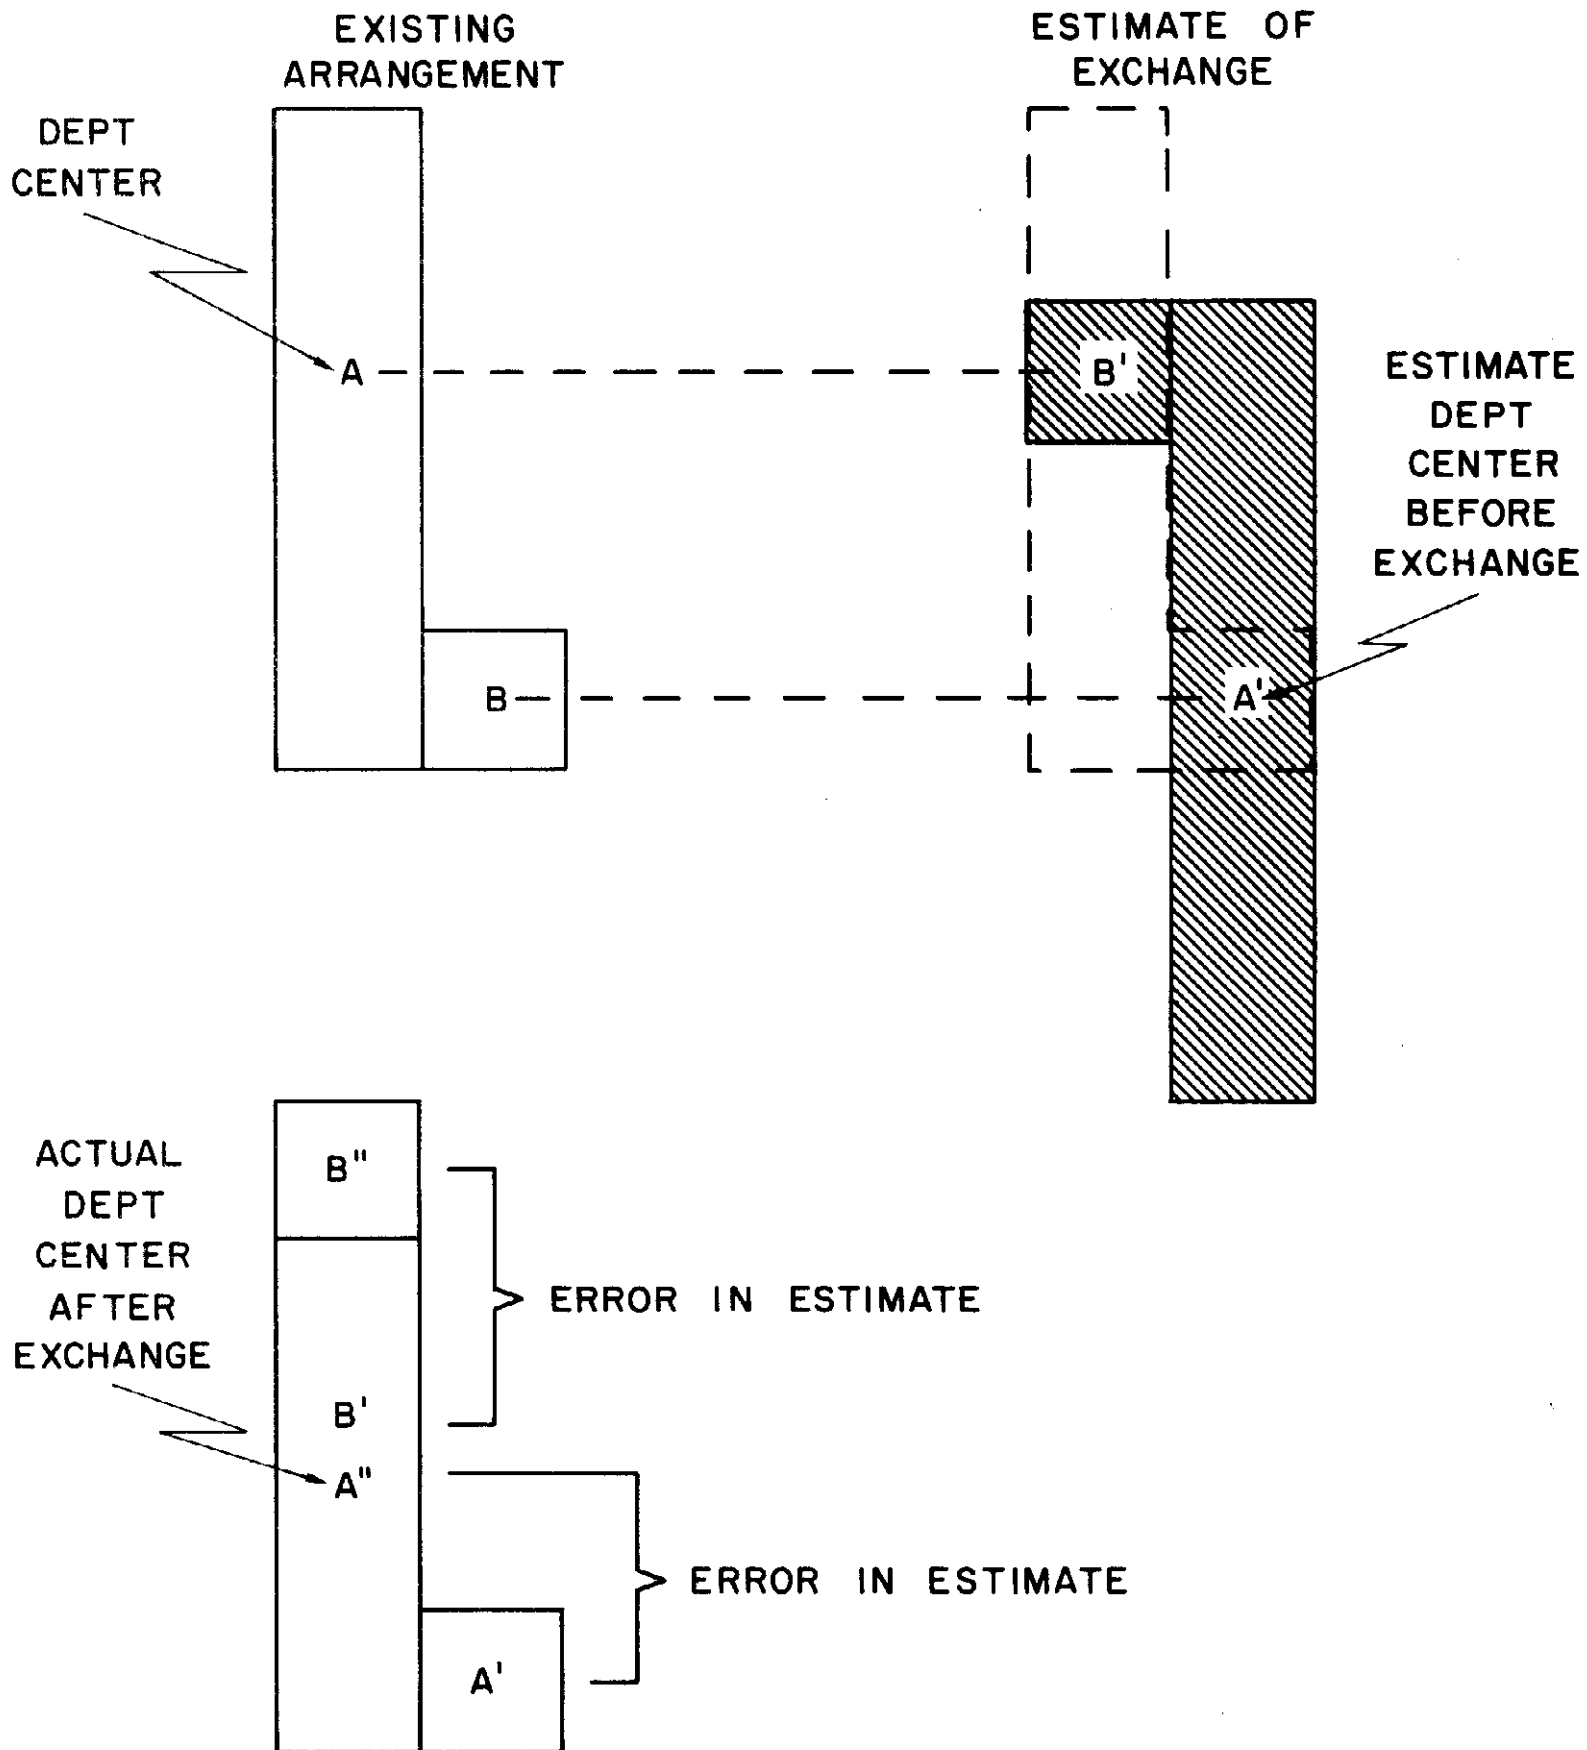 EXISTING
ARRANGEMENT
ESTIMATE OF
EXCHANGE
DEPT
CENTER
A
B'
ESTIMATE
DEPT
CENTER
BEFORE
EXCHANGE
B
A'
ACTUAL
DEPT
CENTER
AFTER
EXCHANGE
B"
ERROR IN ESTIMATE
B'
A"
ERROR IN ESTIMATE
A'